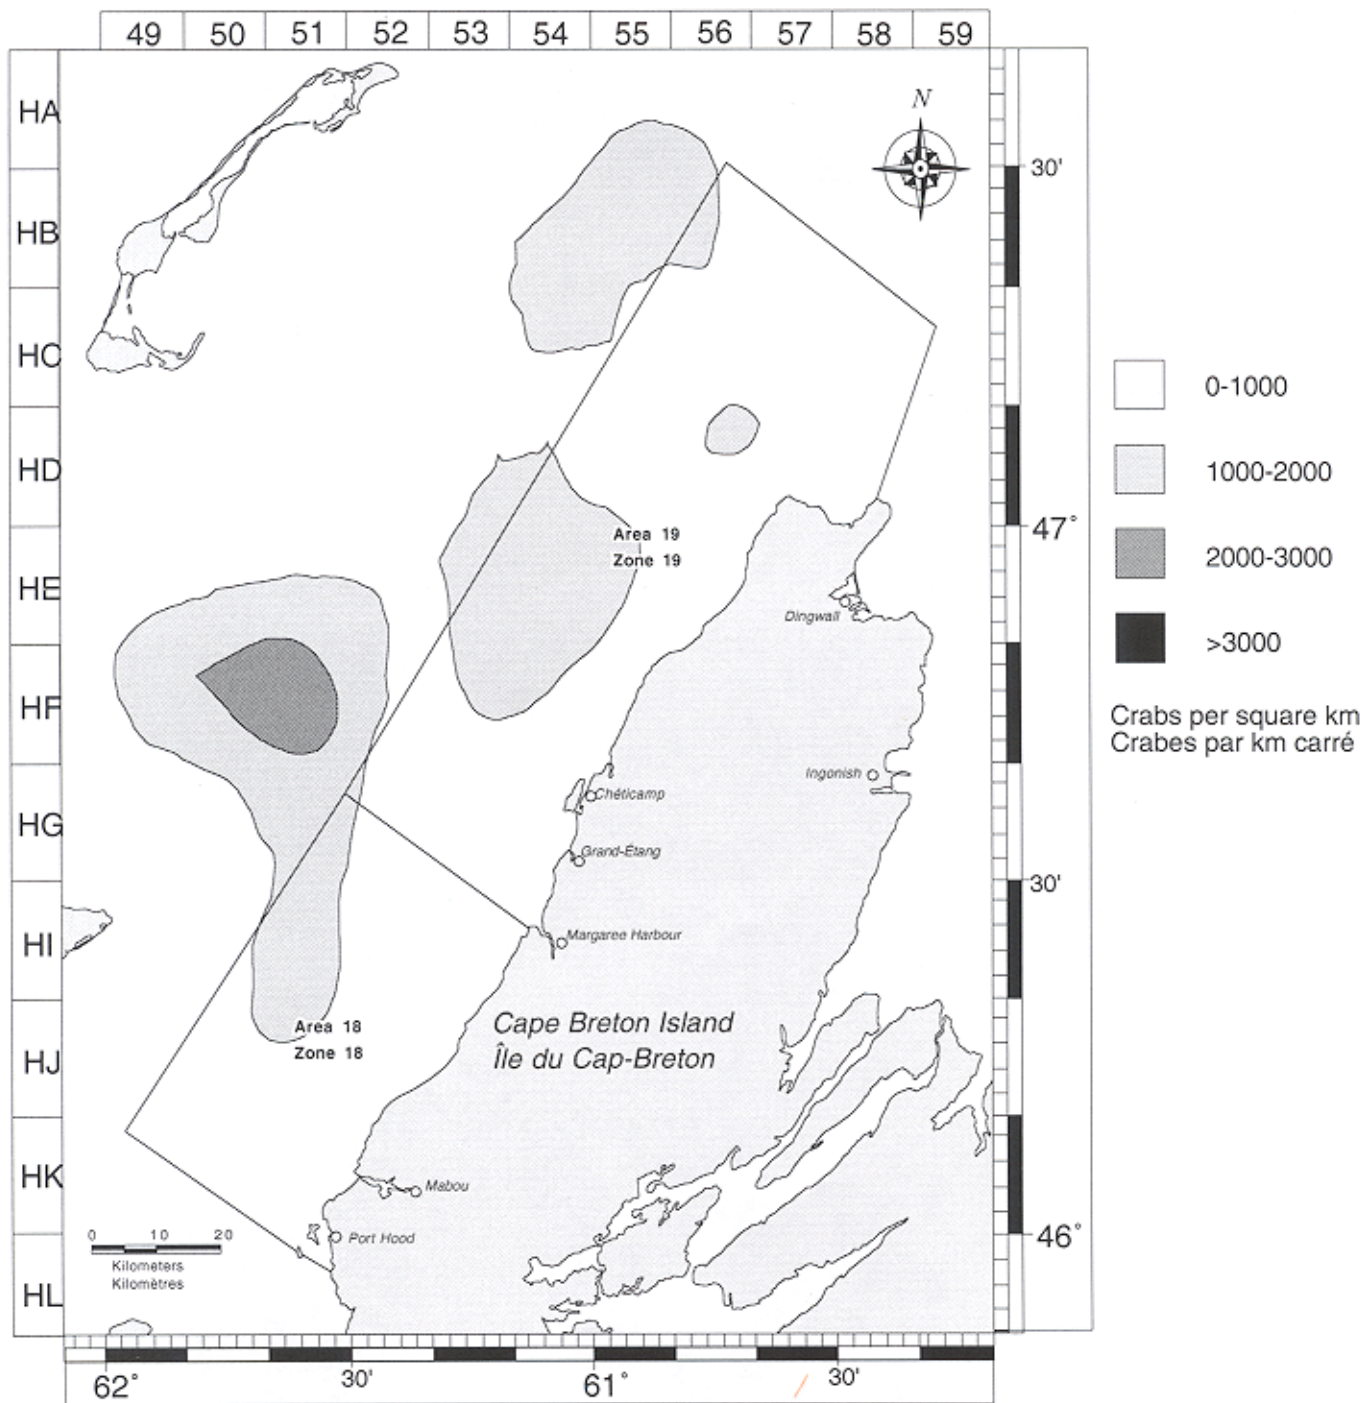 49 50 51 52 53 54 55 56 57 58 59
N
HA
30'
HB
HC
0-1000
HD
1000-2000
47°
Area 19
Zone 19
2000-3000
HE
Dingwall
>3000
HF
Crabs per square km
Crabes par km carré
Ingonish
Chéticamp
HG
Grand-Étang
30'
HI
Margaree Harbour
Cape Breton Island
Île du Cap-Breton
Area 18
Zone 18
HJ
HK
Mabou
0 10 20
Kilometers
Kilomètres
Port Hood
46°
HL
62° 30' 61° 30'